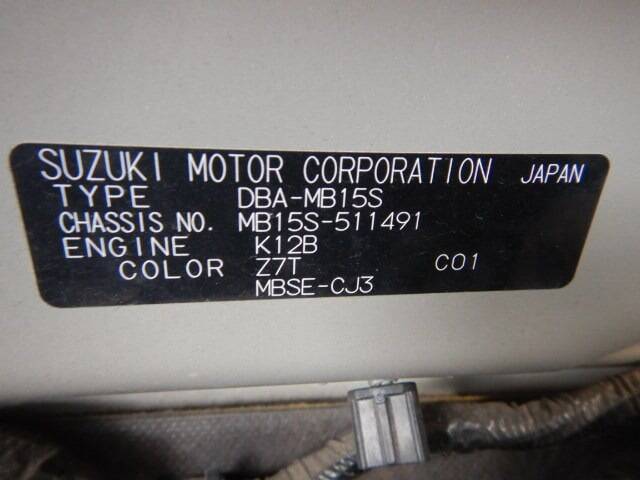 SUZUKI MOTOR CORPORATION JAPAN
TYPE DBA-MB15S
CHASSIS NO. MB15S-511491
ENGINE K12B
COLOR Z7T C01
MBSE-CJ3